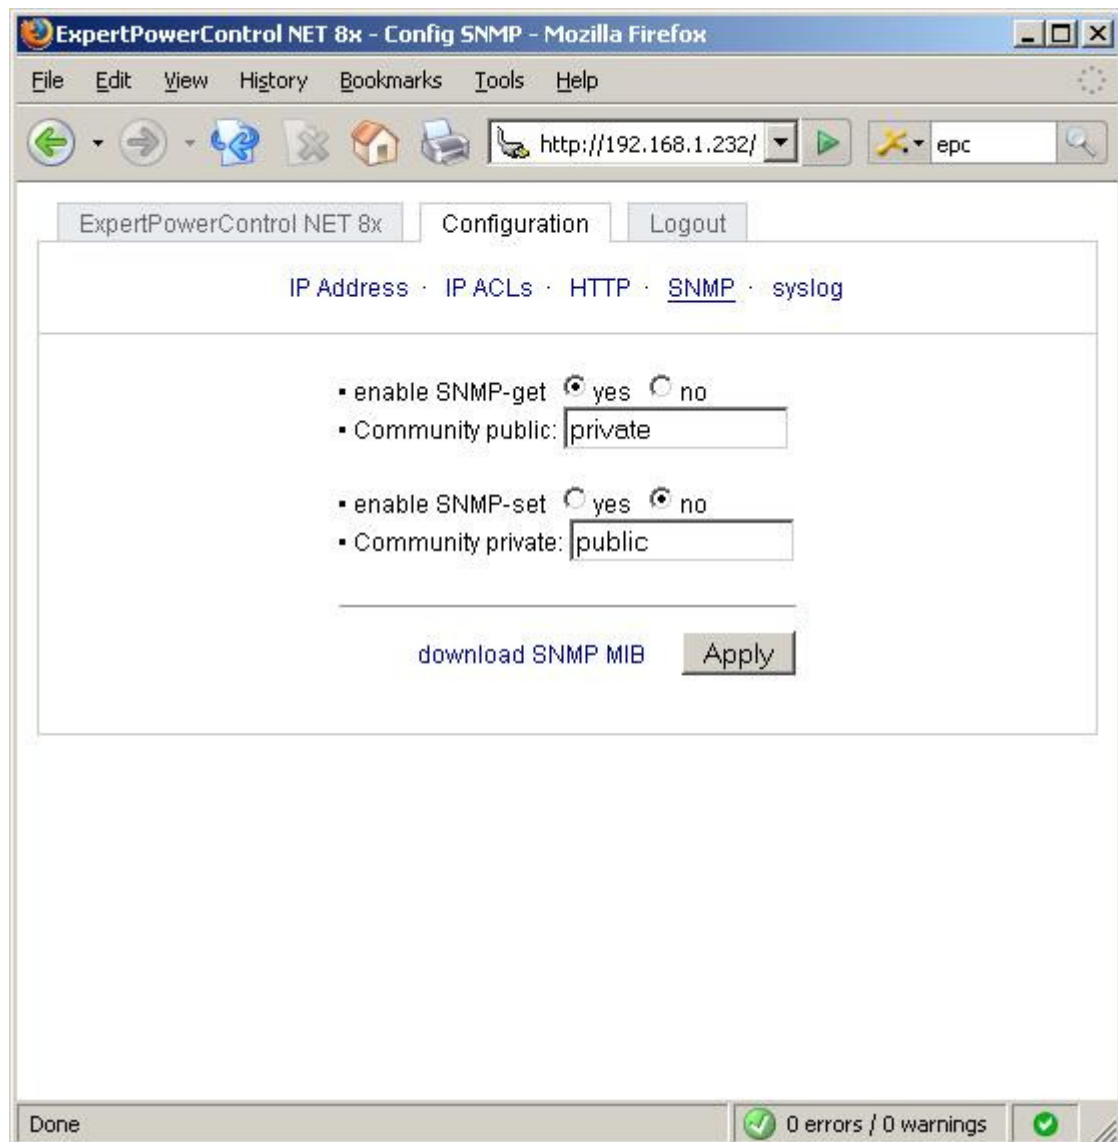 ExpertPowerControl NET 8x - Config SNMP - Mozilla Firefox
File Edit View History Bookmarks Tools Help
http://192.168.1.232/ epc
ExpertPowerControl NET 8x Configuration Logout
IP Address · IP ACLs · HTTP · SNMP · syslog
▪ enable SNMP-get yes no
▪ Community public: private
▪ enable SNMP-set yes no
▪ Community private: public
download SNMP MIB Apply
Done 0 errors / 0 warnings